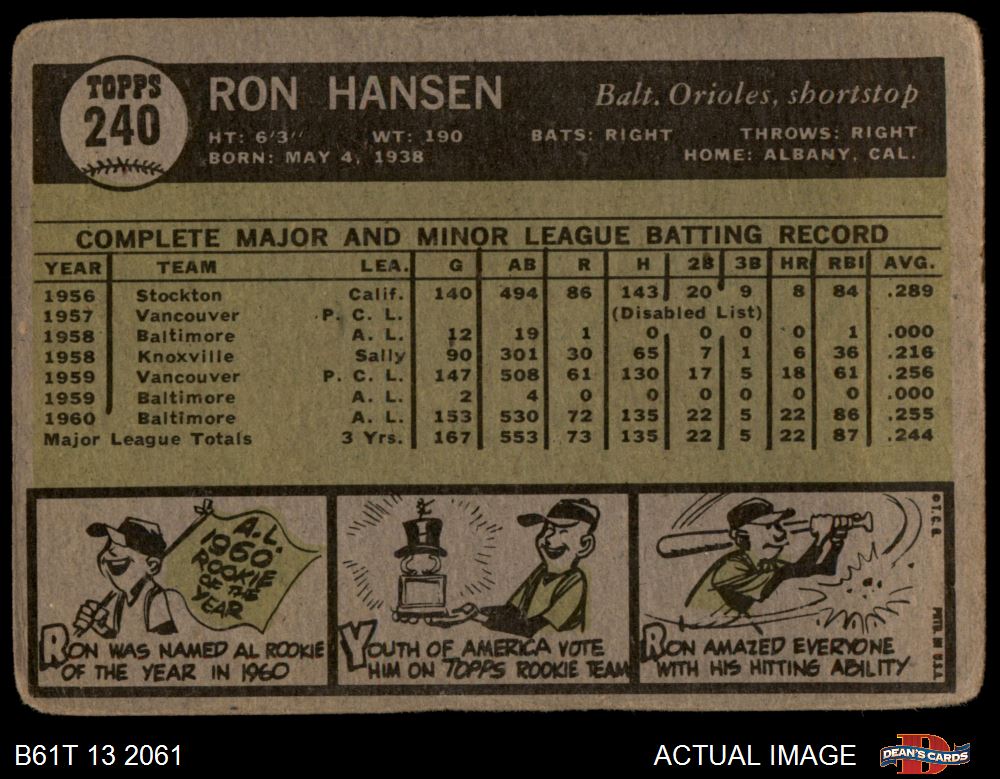 TOPPS
240
RON HANSEN
Balt. Orioles, shortstop
HT: 6'3" WT: 190 BATS: RIGHT THROWS: RIGHT
BORN: MAY 4, 1938 HOME: ALBANY, CAL.
COMPLETE MAJOR AND MINOR LEAGUE BATTING RECORD
YEAR TEAM LEA. G AB R H 2B 3B HR RBI AVG.
1956 Stockton Calif. 140 494 86 143 20 9 8 84 .289
1957 Vancouver P. C. L. (Disabled List)
1958 Baltimore A. L. 12 19 1 0 0 0 0 1 .000
1958 Knoxville Sally 90 301 30 65 7 1 6 36 .216
1959 Vancouver P. C. L. 147 508 61 130 17 5 18 61 .256
1959 Baltimore A. L. 2 4 0 0 0 0 0 0 .000
1960 Baltimore A. L. 153 530 72 135 22 5 22 86 .255
Major League Totals 3 Yrs. 167 553 73 135 22 5 22 87 .244
A.L.
1960
ROOKIE
OF THE
YEAR
RON WAS NAMED AL ROOKIE
OF THE YEAR IN 1960
YOUTH OF AMERICA VOTE
HIM ON TOPPS ROOKIE TEAM
RON AMAZED EVERYONE
WITH HIS HITTING ABILITY
© T. C. G.
PTD. IN U.S.A.
B61T 13 2061
ACTUAL IMAGE
DEAN'S CARDS